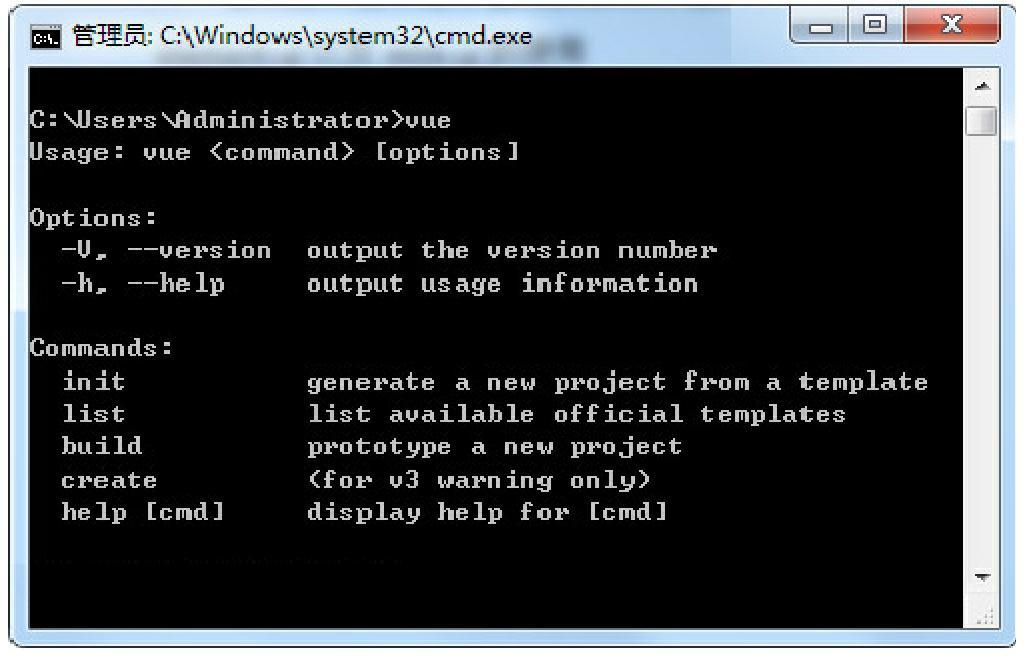 管理员: C:\Windows\system32\cmd.exe
C:\Users\Administrator>vue
Usage: vue <command> [options]
Options:
-V, --version output the version number
-h, --help output usage information
Commands:
init generate a new project from a template
list list available official templates
build prototype a new project
create (for v3 warning only)
help [cmd] display help for [cmd]